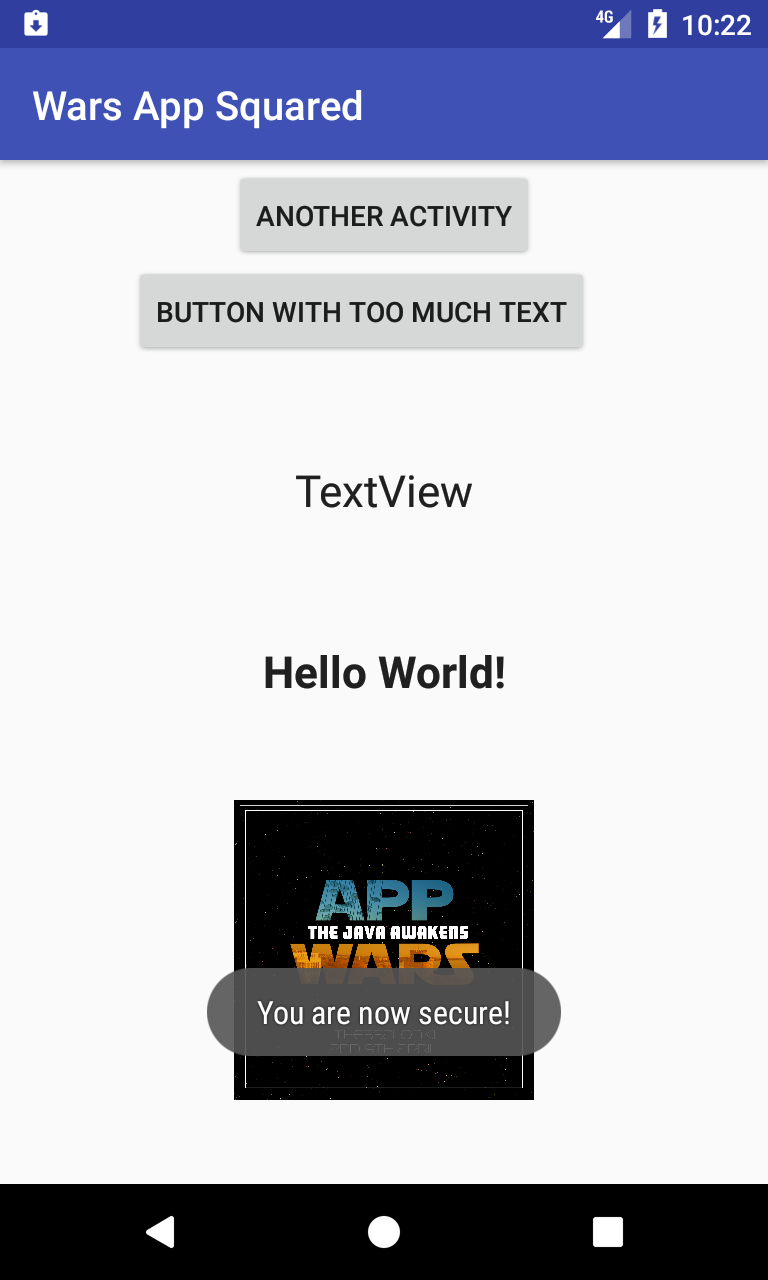 4G
10:22
Wars App Squared
ANOTHER ACTIVITY
BUTTON WITH TOO MUCH TEXT
TextView
Hello World!
APP
THE JAVA AWAKENS
WARS
You are now secure!